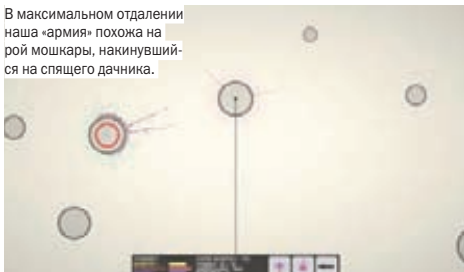 В максимальном отдалении
наша «армия» похожа на
рой мошкары, накинувший-
ся на спящего дачника.